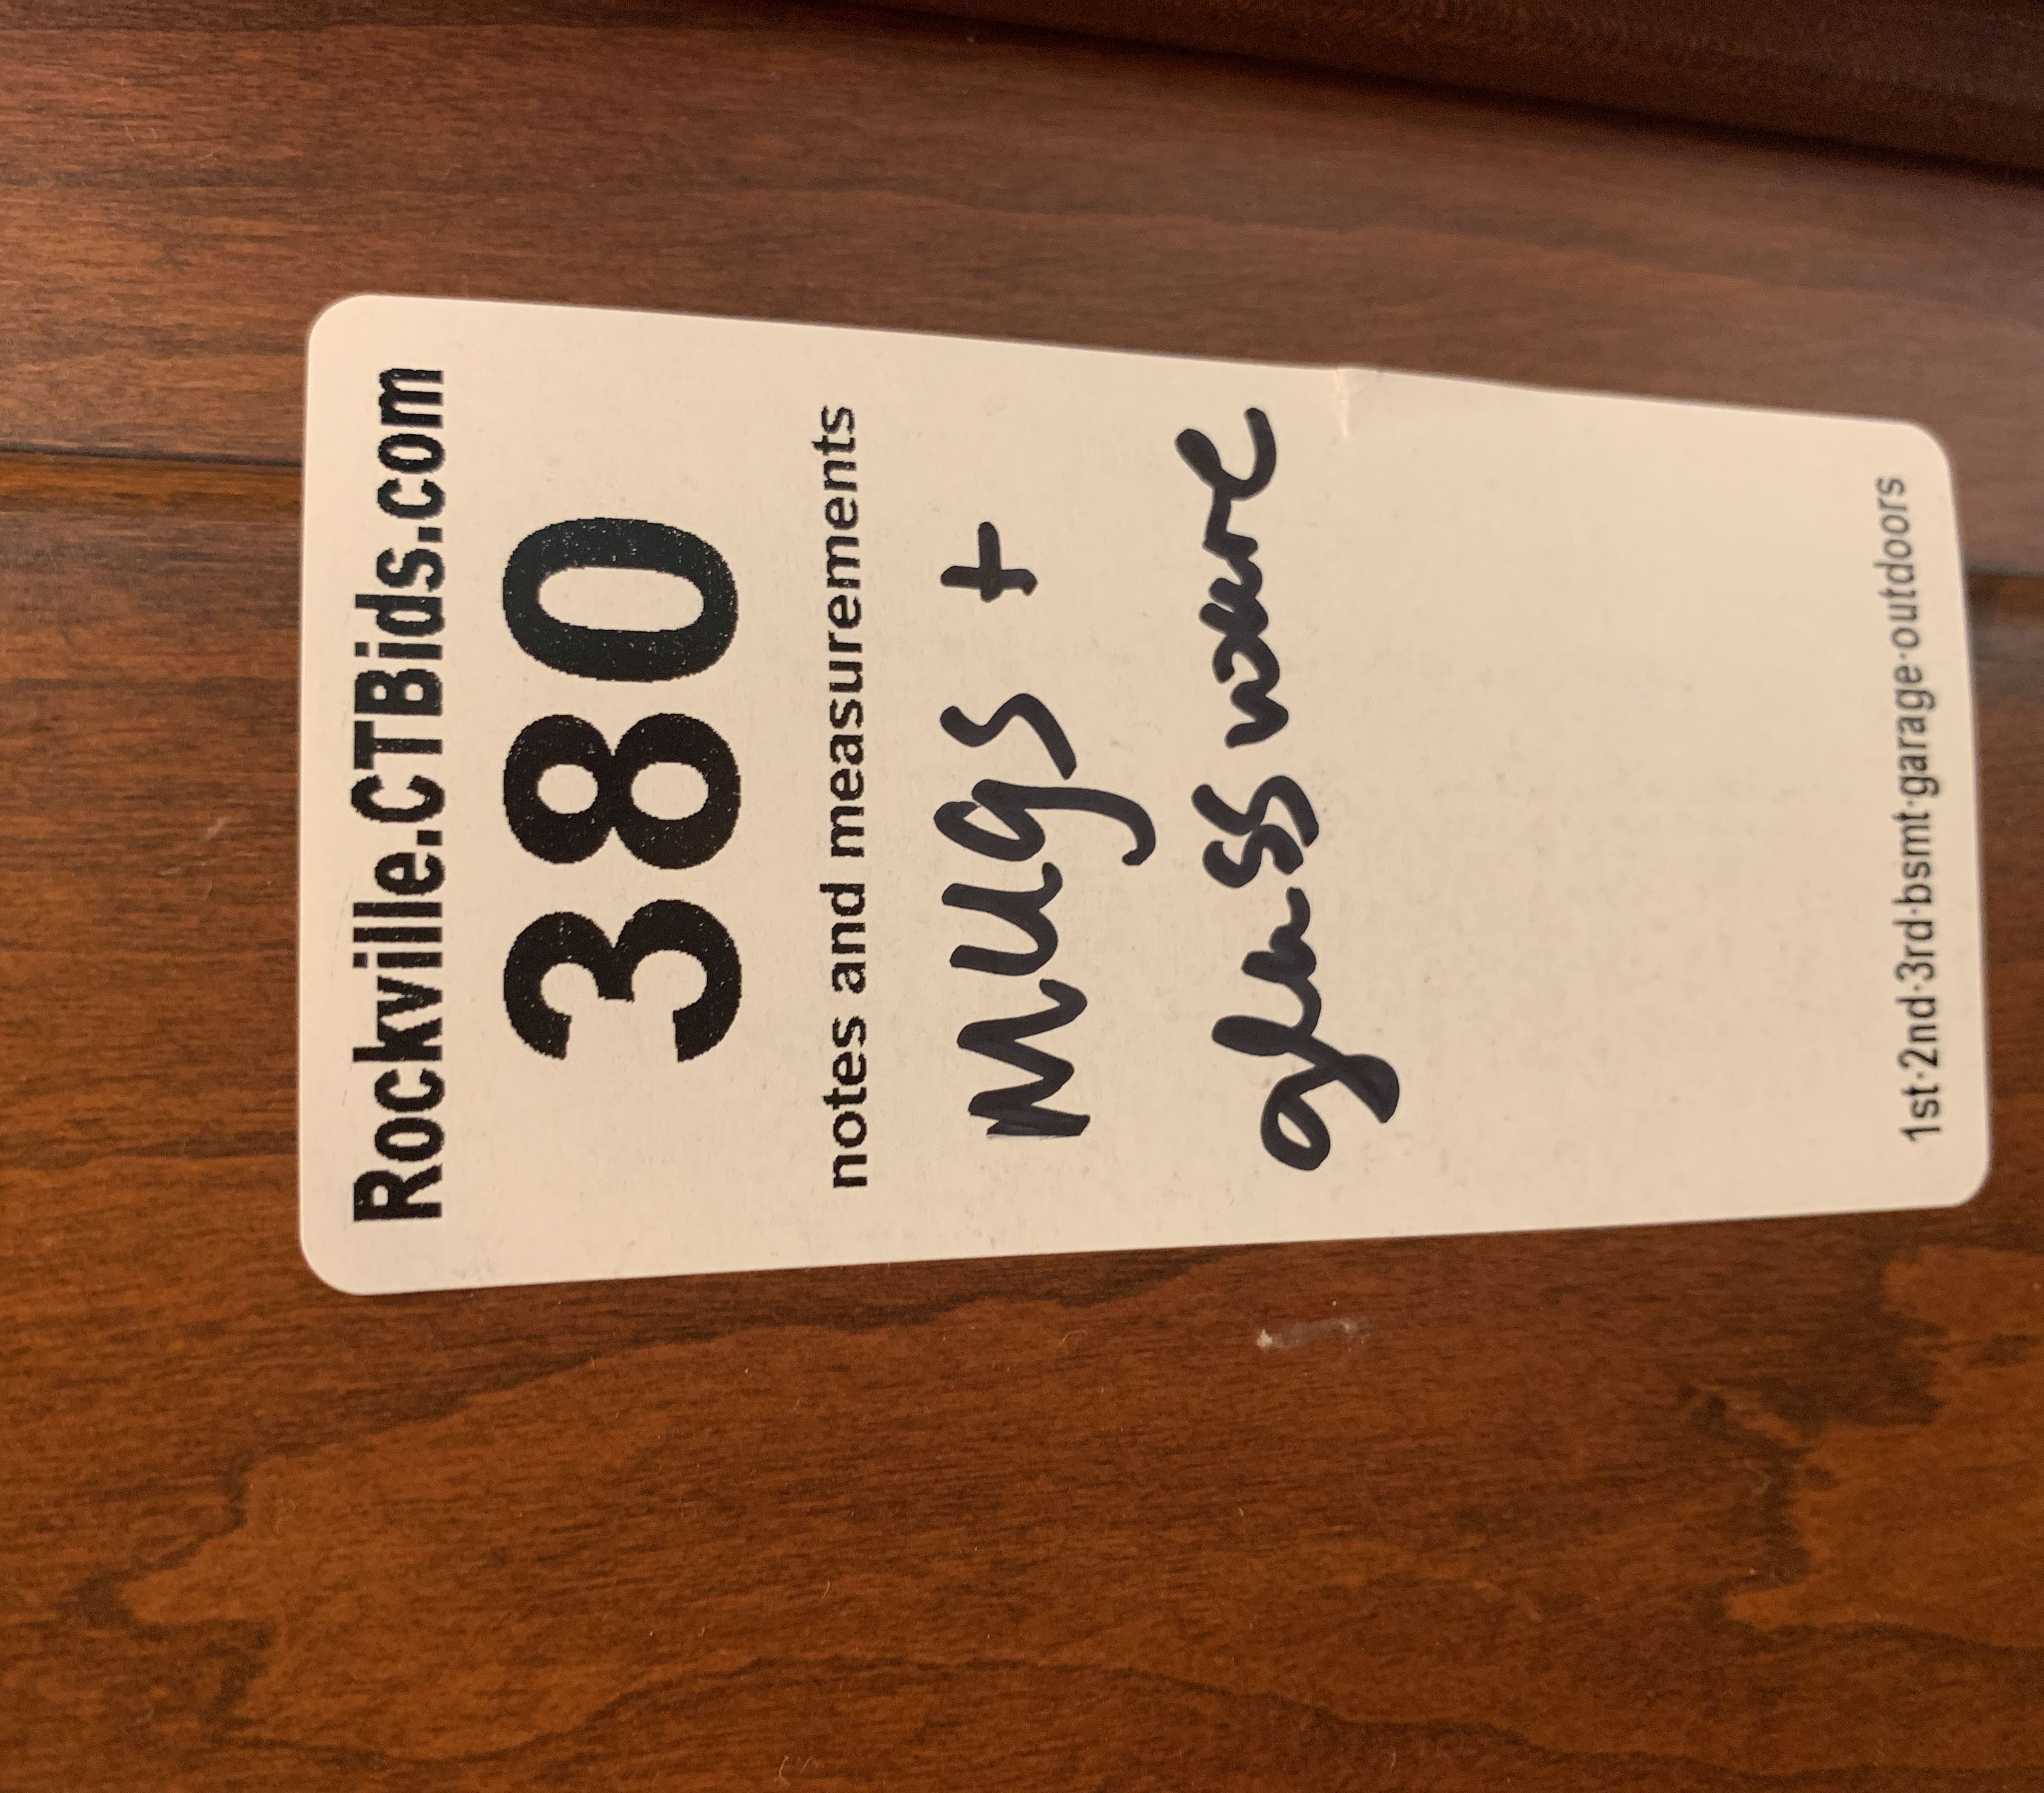 Rockville.CTBids.com
380
notes and measurements
mugs +
glassware
1st·2nd·3rd·bsmt·garage·outdoors